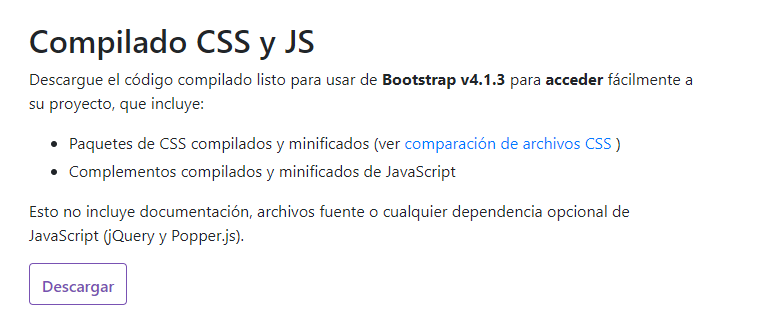 Compilado CSS y JS
Descargue el código compilado listo para usar de Bootstrap v4.1.3 para acceder fácilmente a
su proyecto, que incluye:
• Paquetes de CSS compilados y minificados (ver comparación de archivos CSS )
• Complementos compilados y minificados de JavaScript
Esto no incluye documentación, archivos fuente o cualquier dependencia opcional de
JavaScript (jQuery y Popper.js).
Descargar